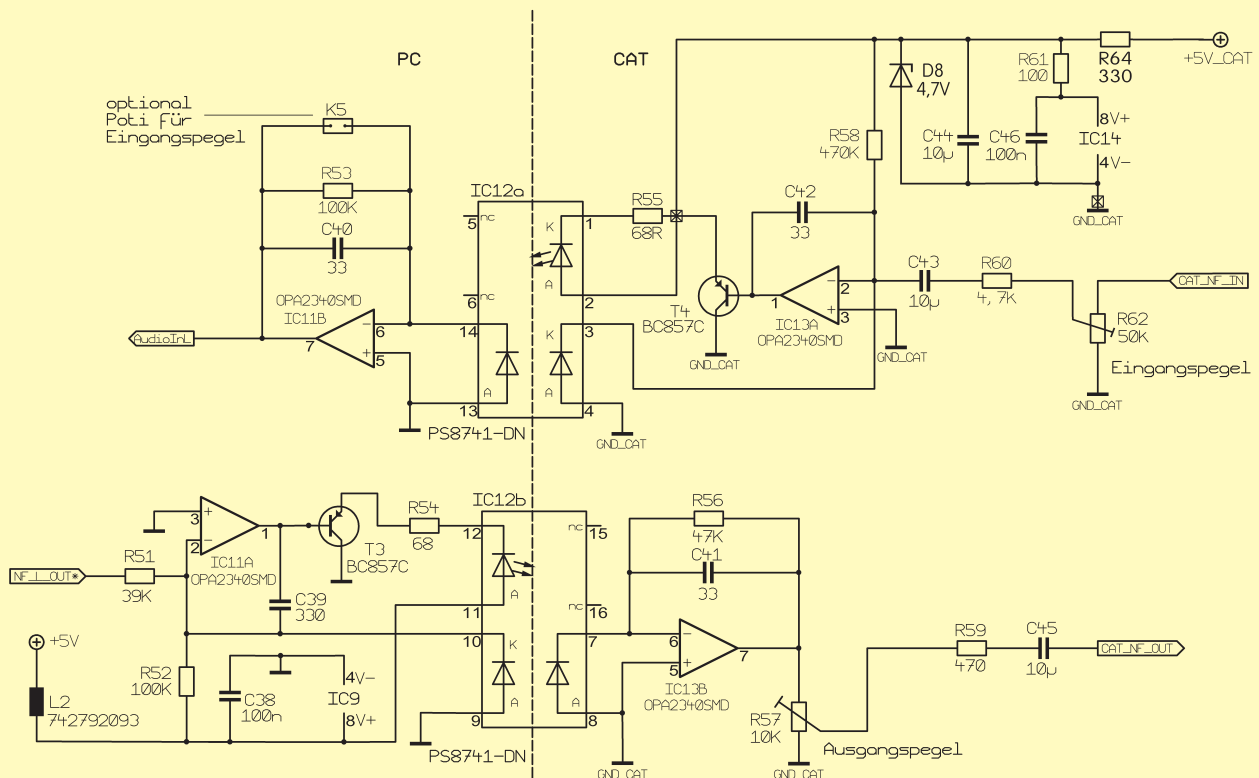 PC
CAT
optional
Poti für
Eingangspegel
K5
R53
100K
C40
33
OPA2340SMD
IC11B
6
5
7
+
−
AudioInL
IC12a
5
nc
6
nc
14
13
K
A
K
A
A
1
2
3
4
PS8741-DN
GND_CAT
R55
68R
T4
BC857C
GND_CAT
C42
33
1
2
3
−
+
IC13A
OPA2340SMD
GND_CAT
R58
470K
D8
4,7V
C44
10µ
C46
100n
R61
100
R64
330
+5V_CAT
8V+
IC14
4V-
GND_CAT
C43
10µ
R60
4,7K
CAT_NF_IN
R62
50K
Eingangspegel
GND_CAT
NF_L_OUT*
R51
39K
3
2
1
+
−
IC11A
OPA2340SMD
T3
BC857C
R54
68
C39
330
+5V
L2
742792093
R52
100K
C38
100n
4V-
IC9
8V+
IC12b
12
11
10
9
A
K
A
A
nc
15
nc
16
7
8
PS8741-DN
R56
47K
C41
33
6
5
7
−
+
IC13B
OPA2340SMD
GND_CAT
R57
10K
GND_CAT
Ausgangspegel
R59
470
C45
10µ
CAT_NF_OUT